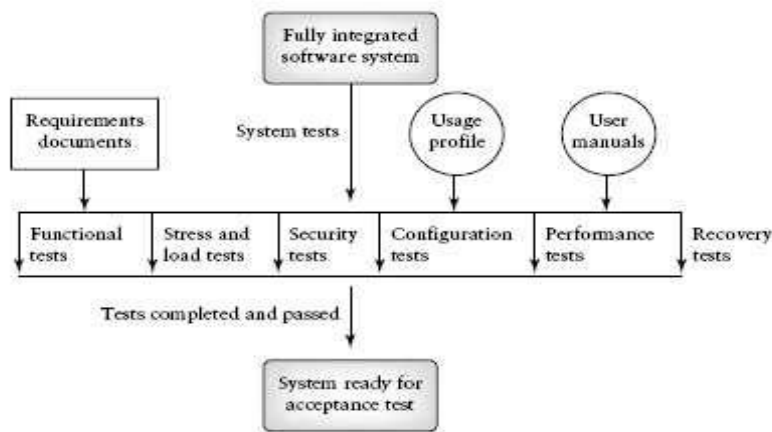 Fully integrated
software system
Requirements
documents
System tests
Usage
profile
User
manuals
Functional
tests
Stress and
load tests
Security
tests
Configuration
tests
Performance
tests
Recovery
tests
Tests completed and passed
System ready for
acceptance test